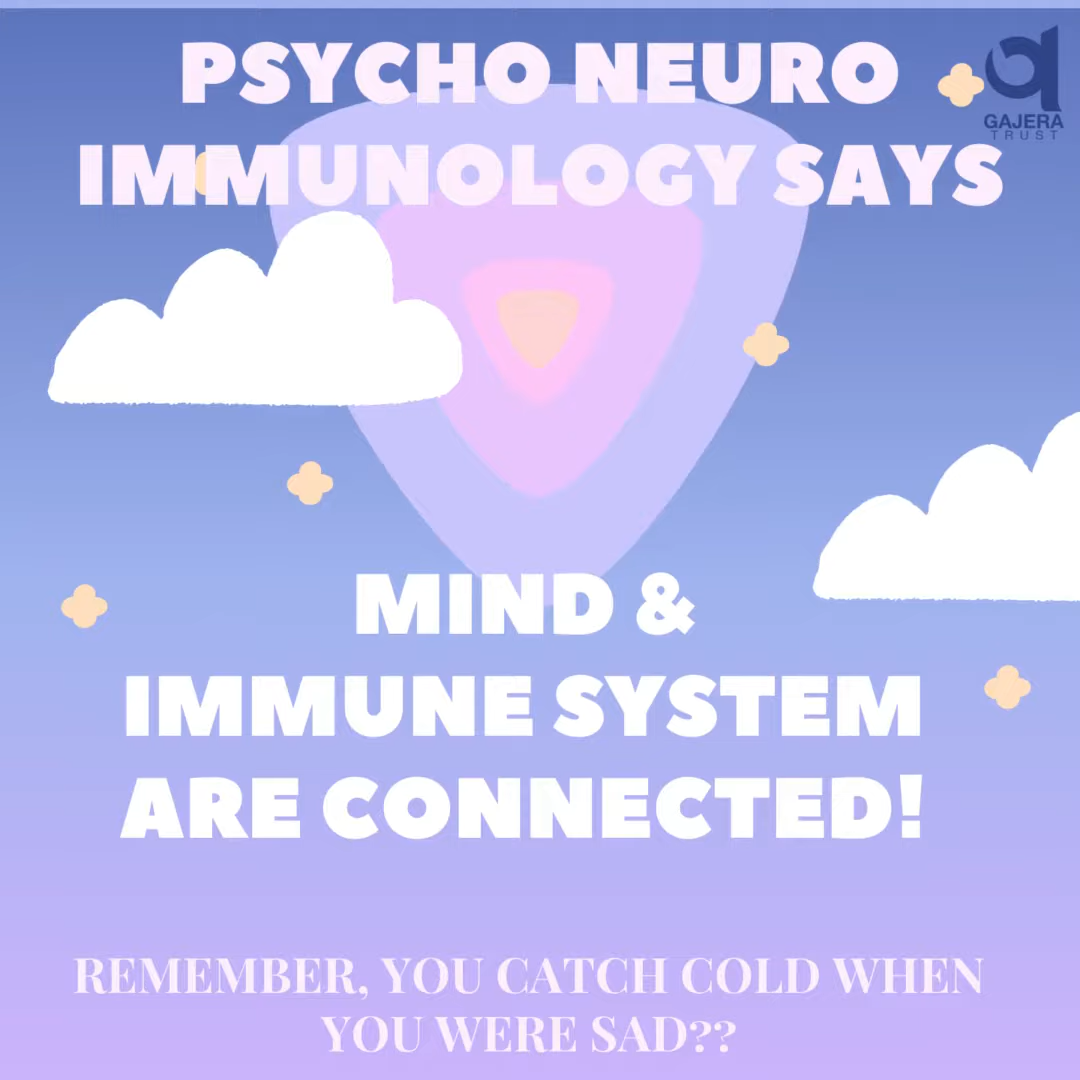 PSYCHO NEURO
IMMUNOLOGY SAYS
GAJERA
TRUST
MIND &
IMMUNE SYSTEM
ARE CONNECTED!
REMEMBER, YOU CATCH COLD WHEN
YOU WERE SAD??